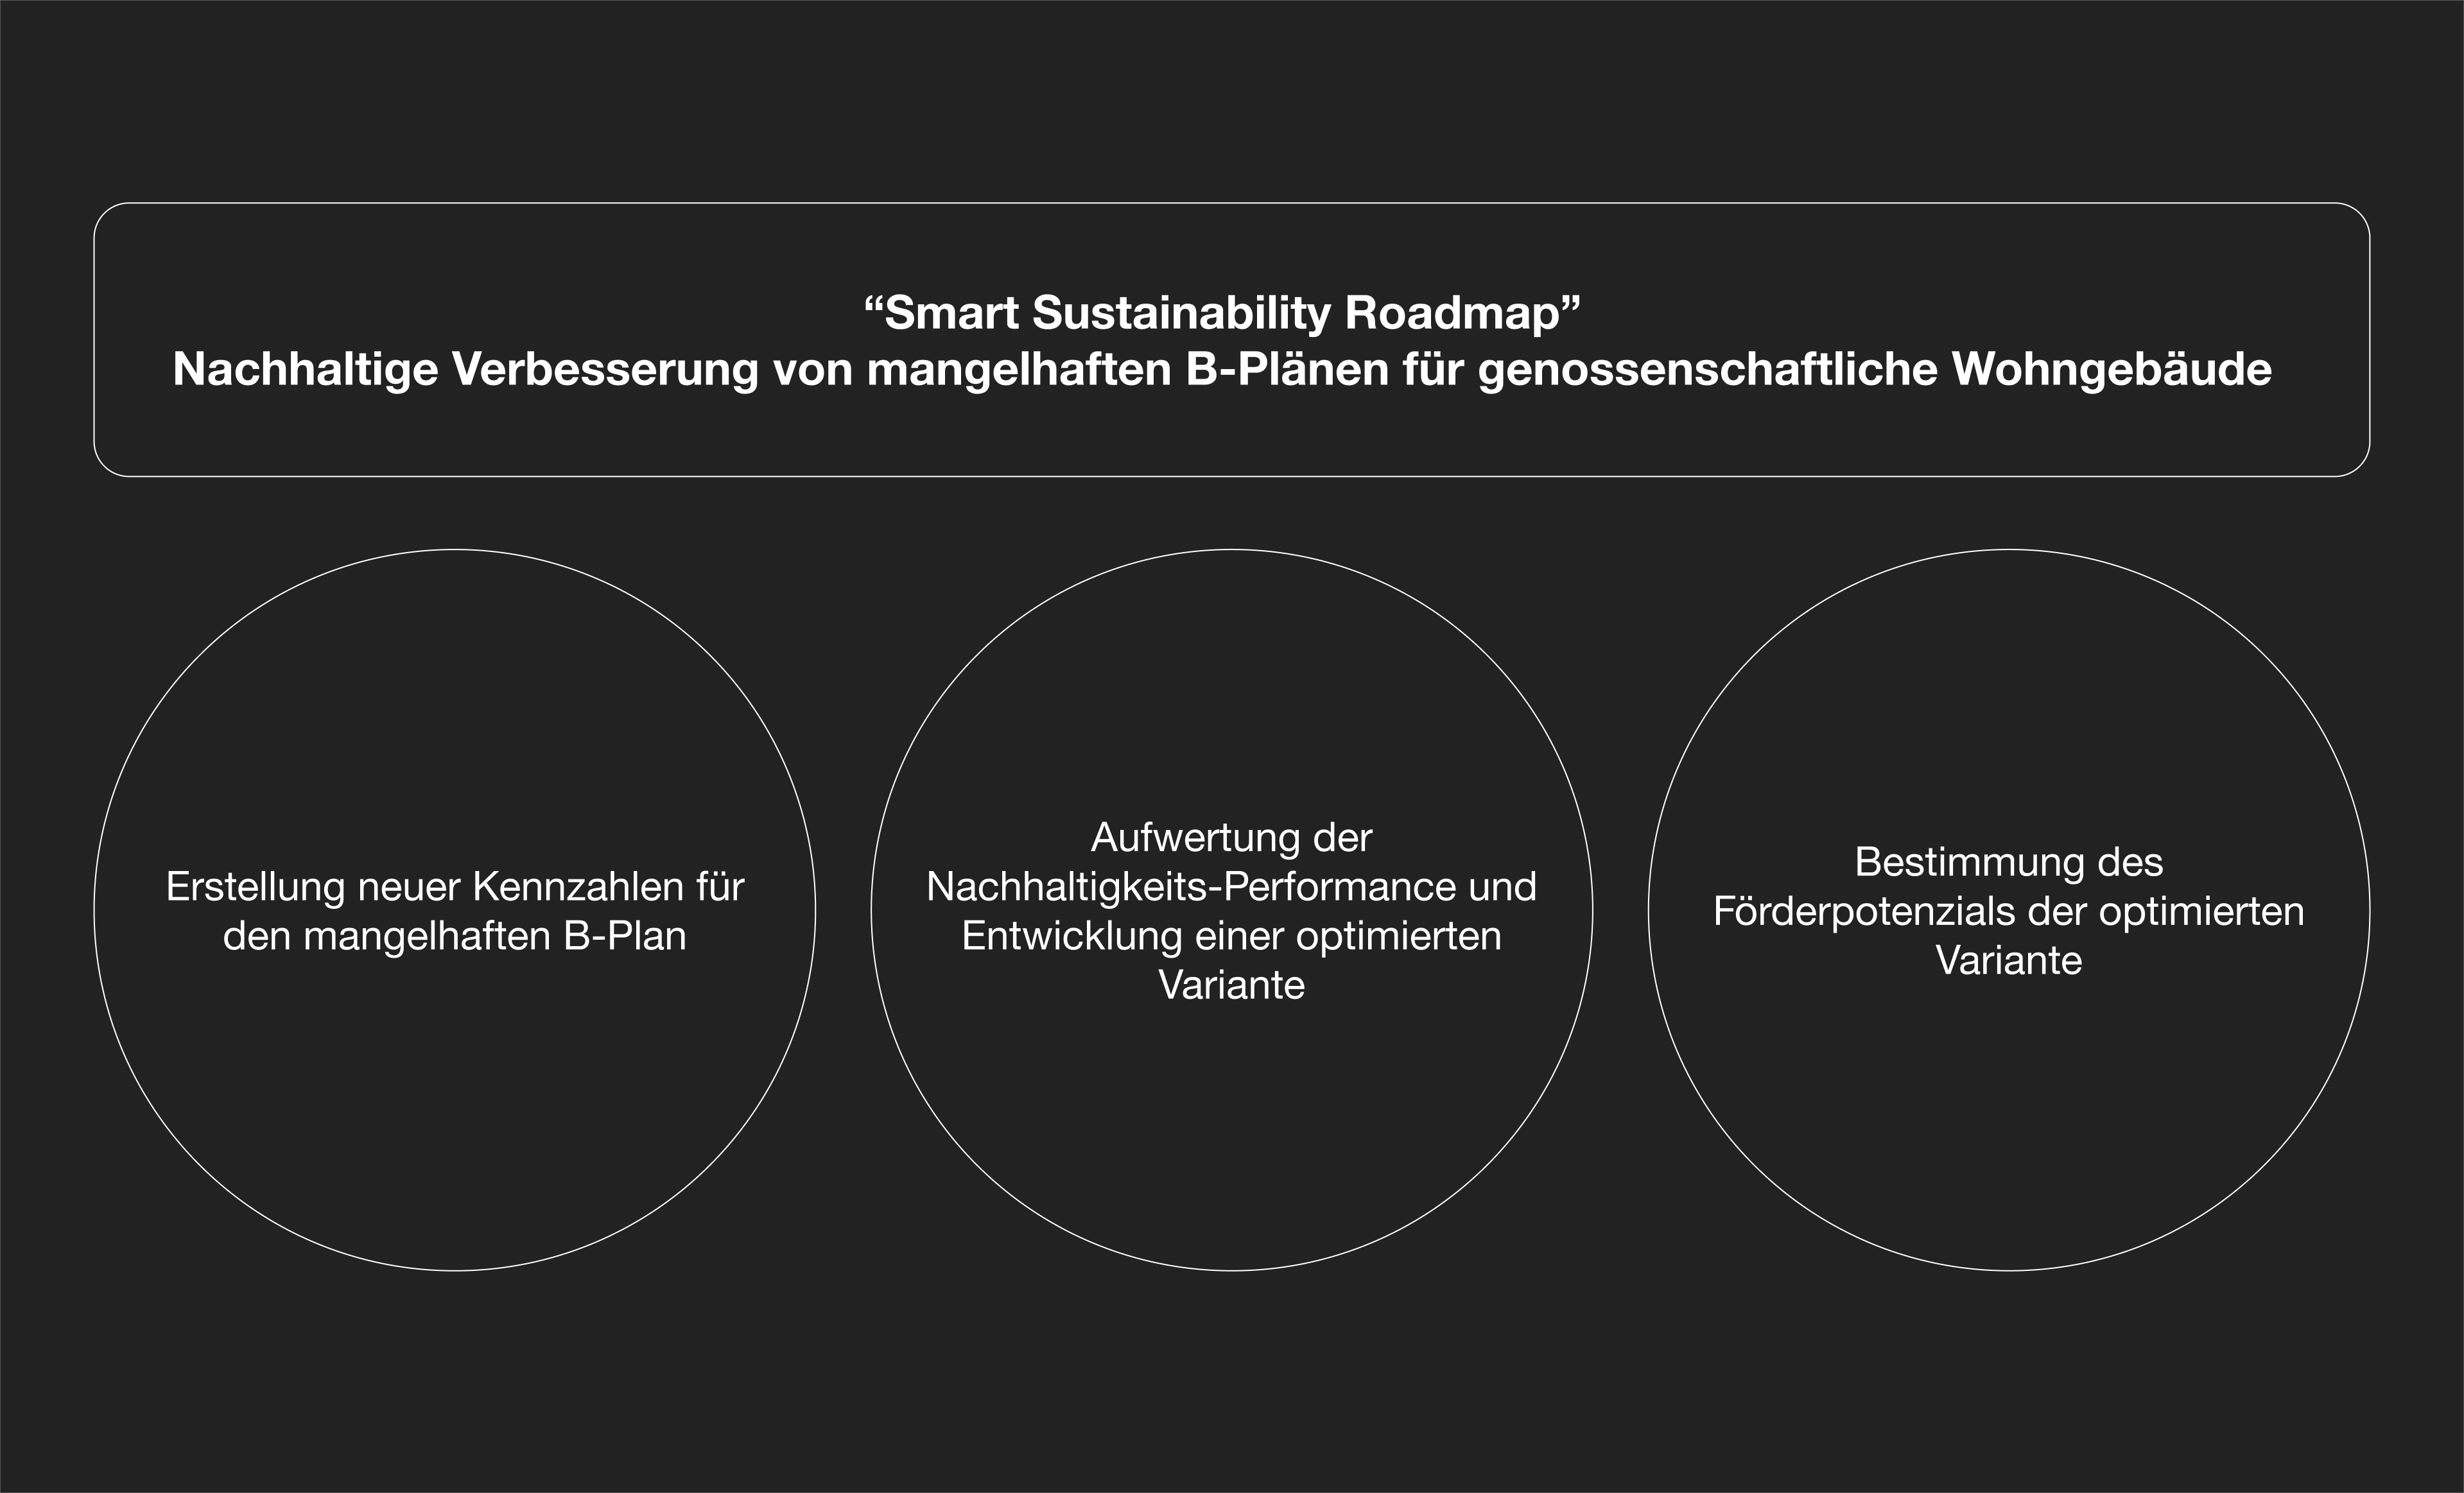 “Smart Sustainability Roadmap”
Nachhaltige Verbesserung von mangelhaften B-Plänen für genossenschaftliche Wohngebäude
Erstellung neuer Kennzahlen für
den mangelhaften B-Plan
Aufwertung der
Nachhaltigkeits-Performance und
Entwicklung einer optimierten
Variante
Bestimmung des
Förderpotenzials der optimierten
Variante